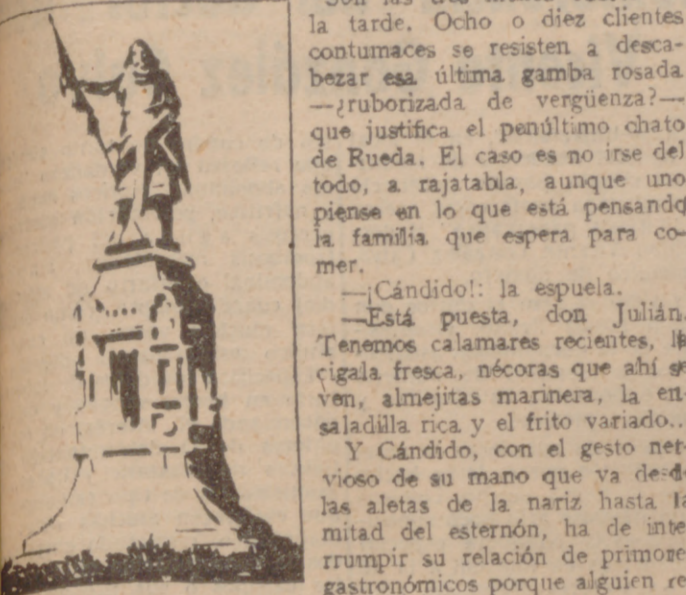 la tarde. Ocho o diez clientes
contumaces se resisten a desca-
bezar esa última gamba rosada
—¿ruborizada de vergüenza?—
que justifica el penúltimo chato
de Rueda. El caso es no irse del
todo, a rajatabla, aunque uno
piense en lo que está pensando
la familia que espera para co-
mer.
—¡Cándido!: la espuela.
—Está puesta, don Julián.
Tenemos calamares recientes, la
cigala fresca, nécoras que ahí se
ven, almejitas marinera, la en-
saladilla rica y el frito variado..
Y Cándido, con el gesto ner-
vioso de su mano que va desde
las aletas de la nariz hasta la
mitad del esternón, ha de inte
rrumpir su relación de primore
gastronómicos porque alguien re